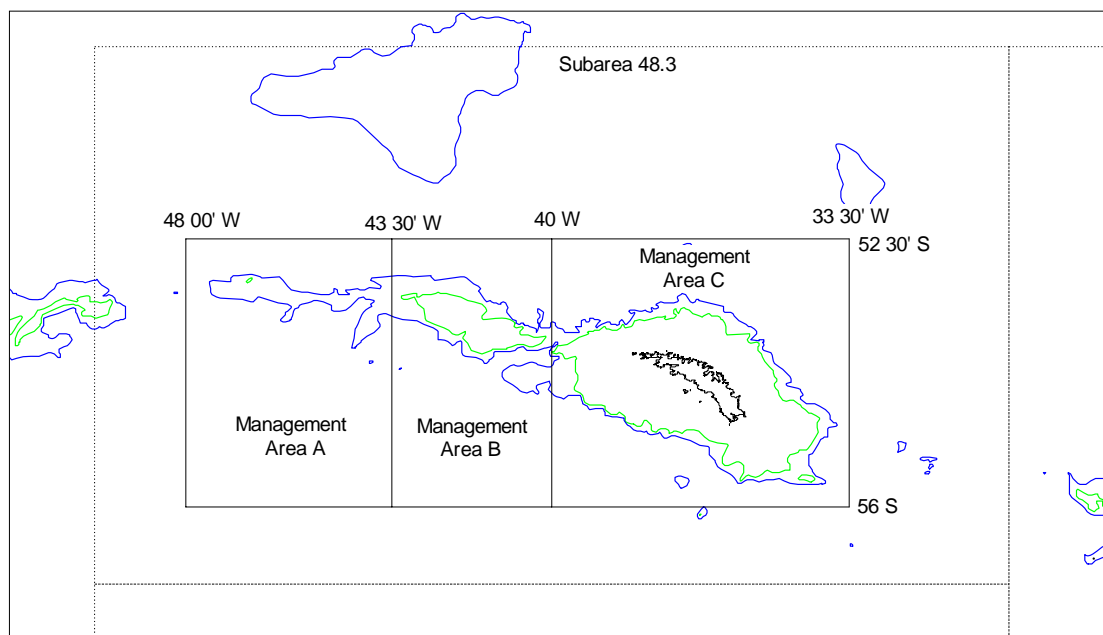 Subarea 48.3
48 00' W
43 30' W
40 W
33 30' W
52 30' S
Management
Area C
Management
Area A
Management
Area B
56 S